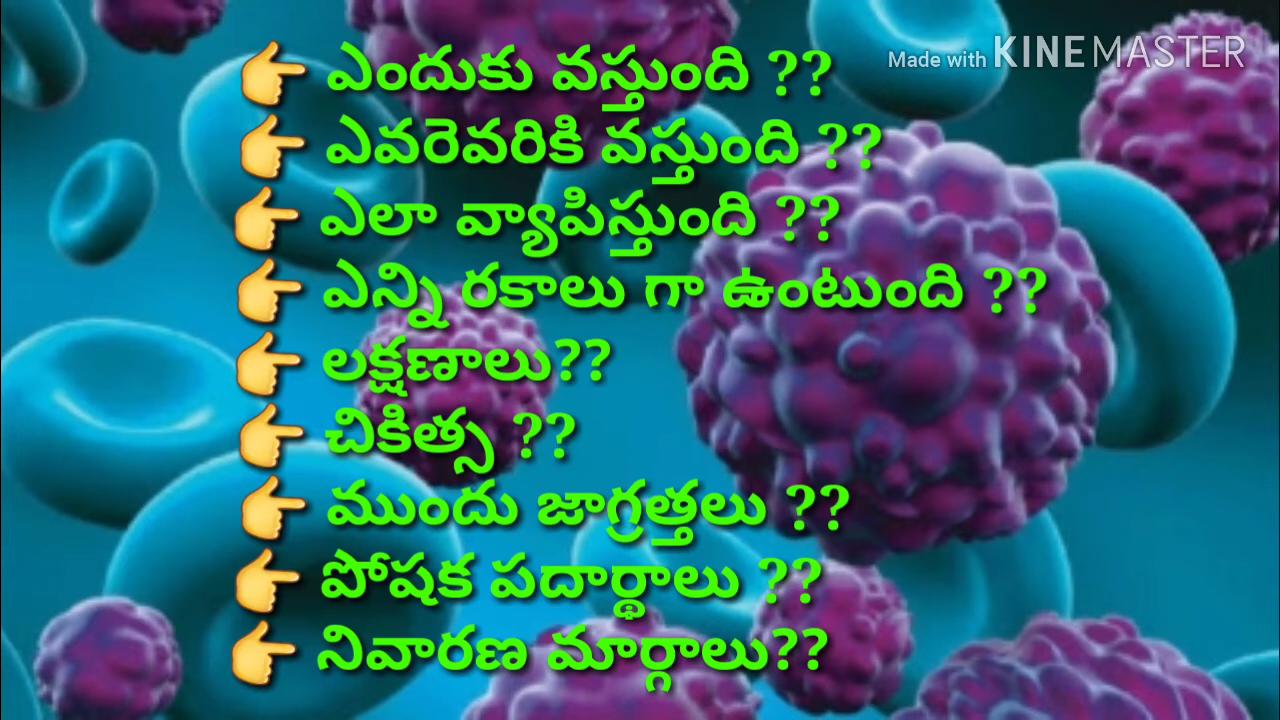 Made with KINEMASTER
👉 ఎందుకు వస్తుంది ??
👉 ఎవరెవరికి వస్తుంది ??
👉 ఎలా వ్యాపిస్తుంది ??
👉 ఎన్ని రకాలు గా ఉంటుంది ??
👉 లక్షణాలు??
👉 చికిత్స ??
👉 ముందు జాగ్రత్తలు ??
👉 పోషక పదార్థాలు ??
👉 నివారణ మార్గాలు??